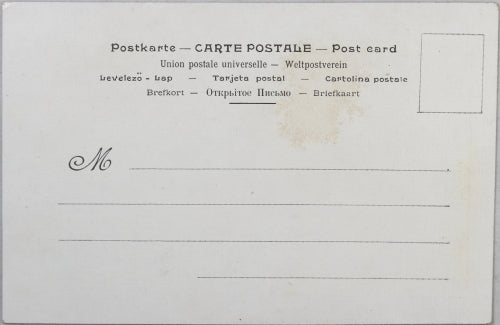 Postkarte — CARTE POSTALE — Post card
Union postale universelle — Weltpostverein
Levelező - Lap — Tarjeta postal — Cartolina postale
Brefkort — Открытое Письмо — Briefkaart
M